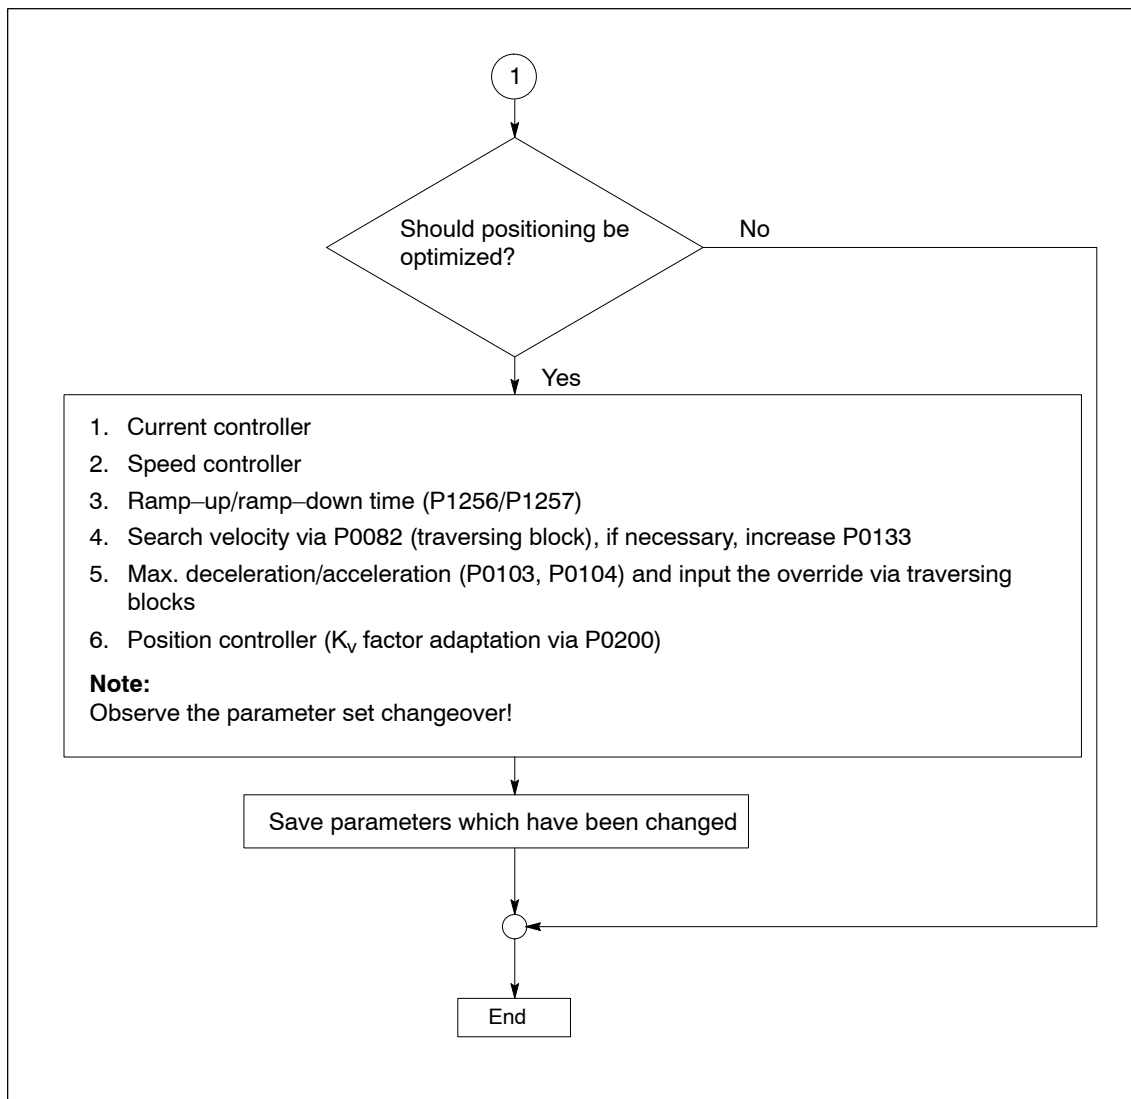 1
Should positioning be
optimized?
No
Yes
1. Current controller
2. Speed controller
3. Ramp–up/ramp–down time (P1256/P1257)
4. Search velocity via P0082 (traversing block), if necessary, increase P0133
5. Max. deceleration/acceleration (P0103, P0104) and input the override via traversing
blocks
6. Position controller (Kv factor adaptation via P0200)
Note:
Observe the parameter set changeover!
Save parameters which have been changed
End